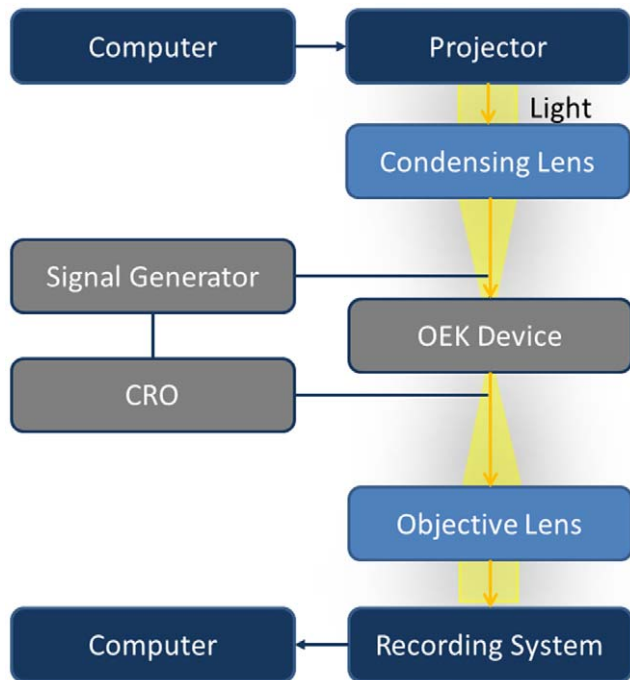 Computer
Projector
Light
Condensing Lens
Signal Generator
OEK Device
CRO
Objective Lens
Computer
Recording System